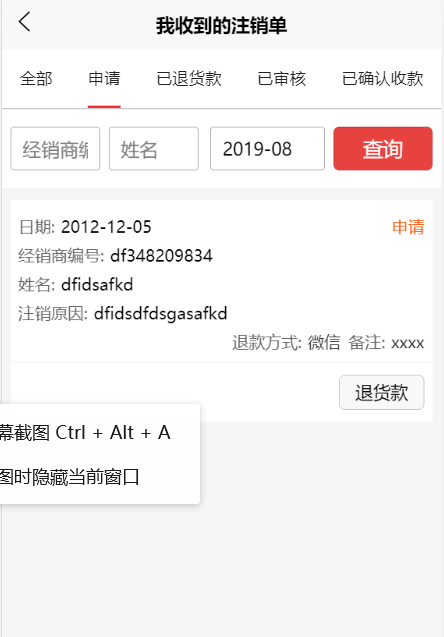 我收到的注销单
全部 申请 已退货款 已审核 已确认收款
经销商编 姓名 2019-08 查询
日期: 2012-12-05 申请
经销商编号: df348209834
姓名: dfidsafkd
注销原因: dfidsdfdsgasafkd
退款方式: 微信 备注: xxxx
退货款
幕截图 Ctrl + Alt + A
图时隐藏当前窗口